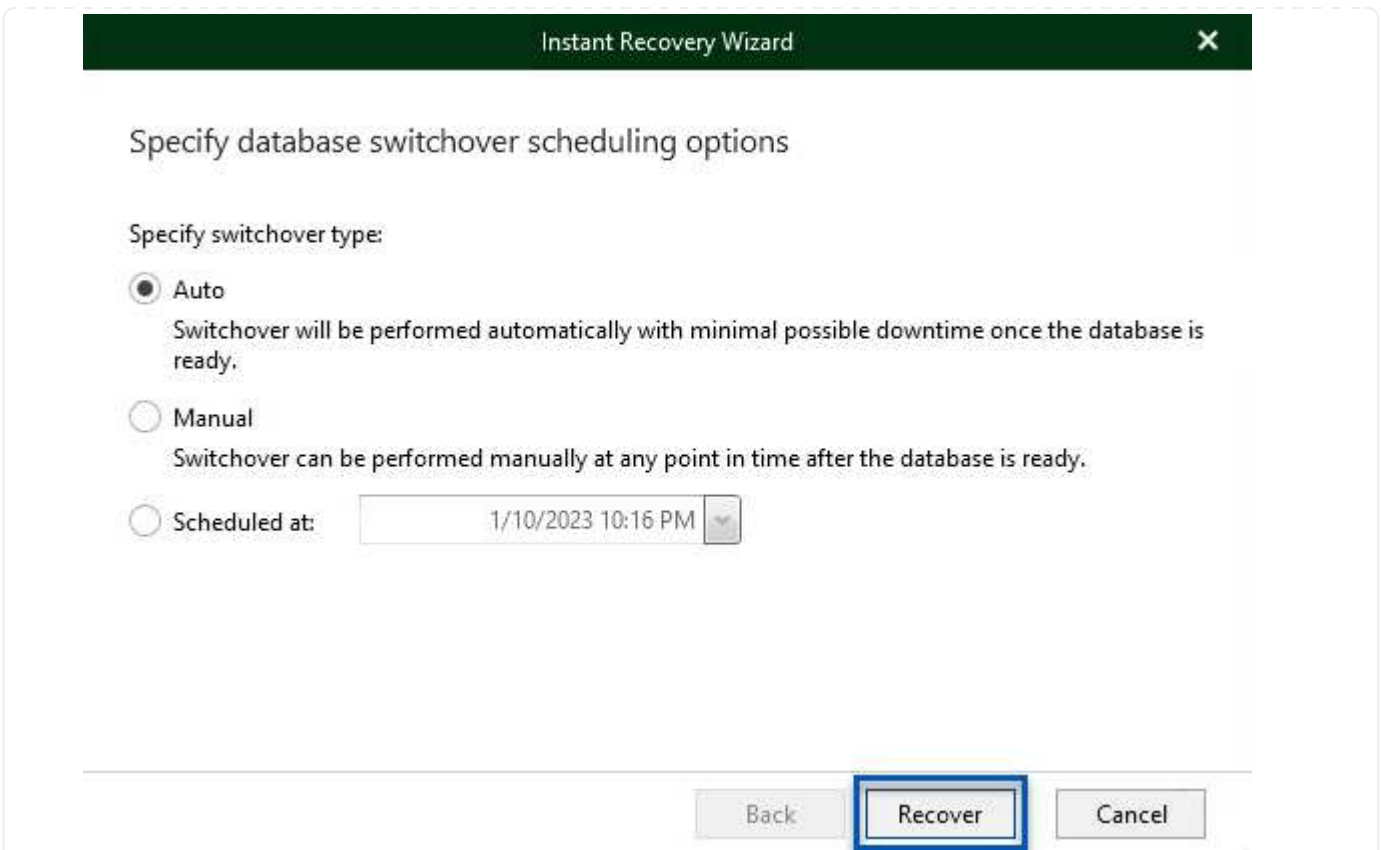 Instant Recovery Wizard
Specify database switchover scheduling options
Specify switchover type:
Auto
Switchover will be performed automatically with minimal possible downtime once the database is
ready.
Manual
Switchover can be performed manually at any point in time after the database is ready.
Scheduled at: 1/10/2023 10:16 PM
Back Recover Cancel